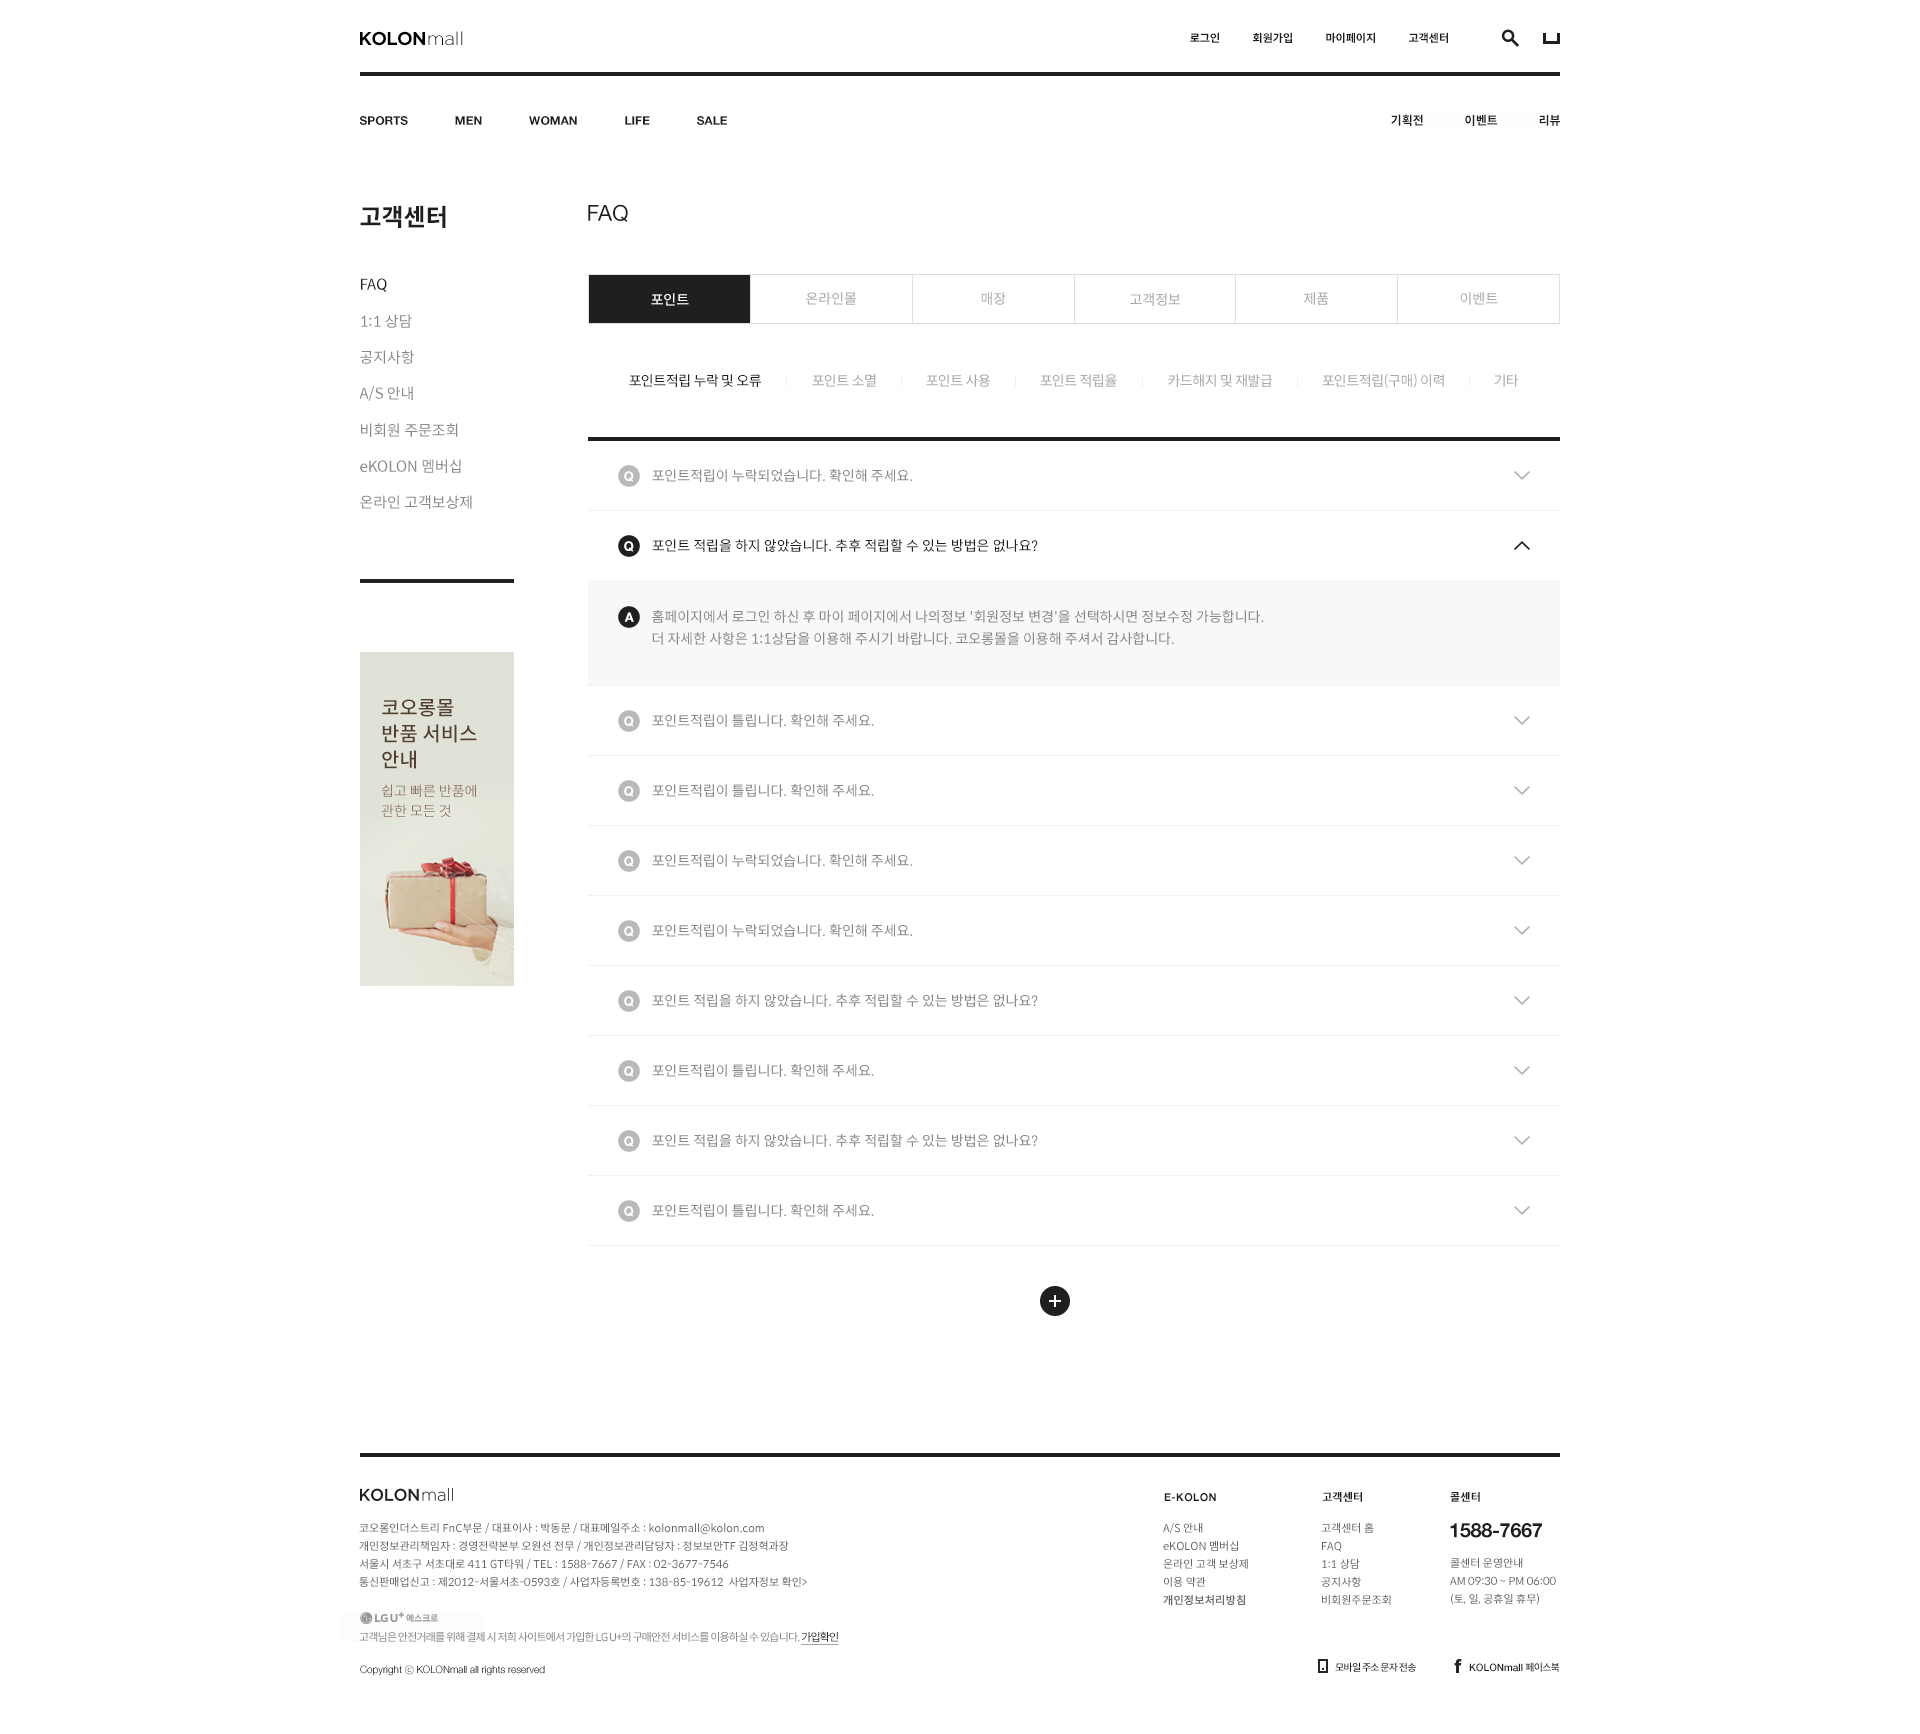 KOLONmall
로그인 회원가입 마이페이지 고객센터
SPORTS MEN WOMAN LIFE SALE
기획전 이벤트 리뷰
고객센터
FAQ
1:1 상담
공지사항
A/S 안내
비회원 주문조회
eKOLON 멤버십
온라인 고객보상제
코오롱몰
반품 서비스
안내
쉽고 빠른 반품에
관한 모든 것
FAQ
포인트 온라인몰 매장 고객정보 제품 이벤트
포인트적립 누락 및 오류 포인트 소멸 포인트 사용 포인트 적립율 카드해지 및 재발급 포인트적립(구매) 이력 기타
Q 포인트적립이 누락되었습니다. 확인해 주세요.
Q 포인트 적립을 하지 않았습니다. 추후 적립할 수 있는 방법은 없나요?
A 홈페이지에서 로그인 하신 후 마이 페이지에서 나의정보 '회원정보 변경'을 선택하시면 정보수정 가능합니다.
더 자세한 사항은 1:1상담을 이용해 주시기 바랍니다. 코오롱몰을 이용해 주셔서 감사합니다.
Q 포인트적립이 틀립니다. 확인해 주세요.
Q 포인트적립이 틀립니다. 확인해 주세요.
Q 포인트적립이 누락되었습니다. 확인해 주세요.
Q 포인트적립이 누락되었습니다. 확인해 주세요.
Q 포인트 적립을 하지 않았습니다. 추후 적립할 수 있는 방법은 없나요?
Q 포인트적립이 틀립니다. 확인해 주세요.
Q 포인트 적립을 하지 않았습니다. 추후 적립할 수 있는 방법은 없나요?
Q 포인트적립이 틀립니다. 확인해 주세요.
KOLONmall
코오롱인더스트리 FnC부문 / 대표이사 : 박동문 / 대표메일주소 : kolonmall@kolon.com
개인정보관리책임자 : 경영전략본부 오원선 전무 / 개인정보관리담당자 : 정보보안TF 김정혁과장
서울시 서초구 서초대로 411 GT타워 / TEL : 1588-7667 / FAX : 02-3677-7546
통신판매업신고 : 제2012-서울서초-0593호 / 사업자등록번호 : 138-85-19612 사업자정보 확인>
LG U+ 에스크로
고객님은 안전거래를 위해 결제 시 저희 사이트에서 가입한 LG U+의 구매안전 서비스를 이용하실 수 있습니다. 가입확인
Copyright ⓒ KOLONmall all rights reserved
E-KOLON
A/S 안내
eKOLON 멤버십
온라인 고객 보상제
이용 약관
개인정보처리방침
고객센터
고객센터 홈
FAQ
1:1 상담
공지사항
비회원주문조회
콜센터
1588-7667
콜센터 운영안내
AM 09:30 ~ PM 06:00
(토, 일, 공휴일 휴무)
모바일 주소 문자 전송
KOLONmall 페이스북